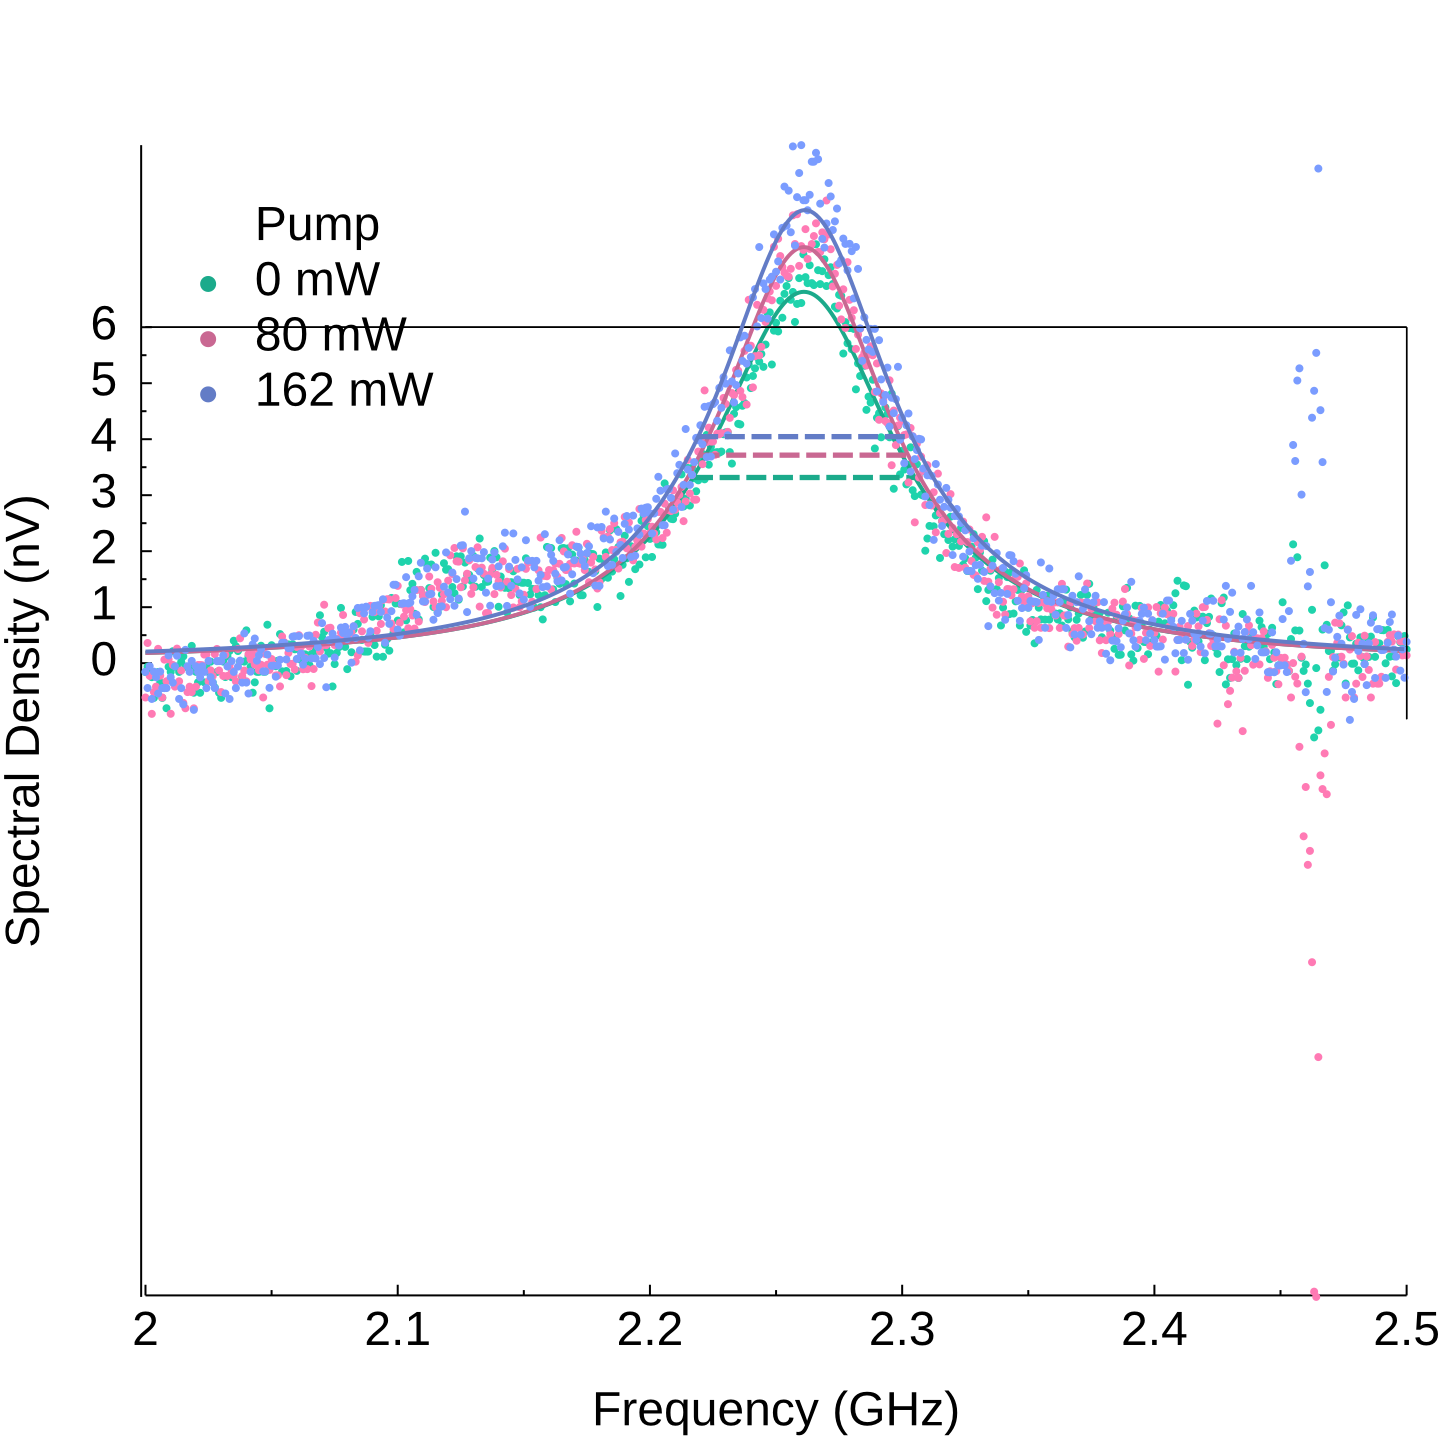 Pump
0 mW
80 mW
162 mW
6
5
4
3
2
1
0
Spectral Density (nV)
2 2.1 2.2 2.3 2.4 2.5
Frequency (GHz)